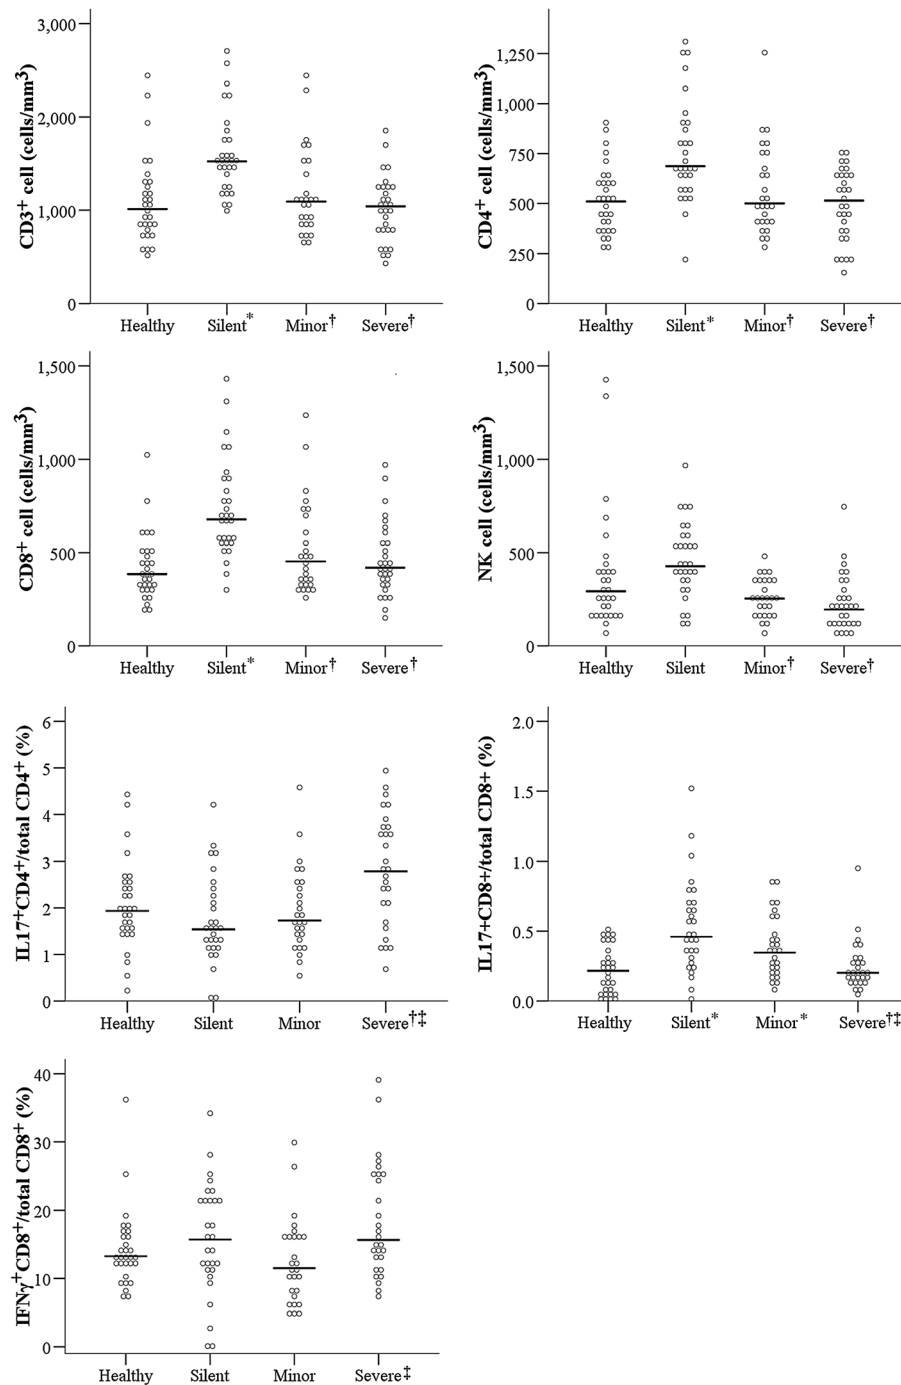 3,000
2,000
1,000
0
CD3+ cell (cells/mm3)
Healthy Silent* Minor† Severe†
1,250
1,000
750
500
250
0
CD4+ cell (cells/mm3)
Healthy Silent* Minor† Severe†
1,500
1,000
500
0
CD8+ cell (cells/mm3)
Healthy Silent* Minor† Severe†
1,500
1,000
500
0
NK cell (cells/mm3)
Healthy Silent Minor† Severe†
6
5
4
3
2
1
0
IL17+CD4+/total CD4+ (%)
Healthy Silent Minor Severe†‡
2.0
1.5
1.0
0.5
0.0
IL17+CD8+/total CD8+ (%)
Healthy Silent* Minor* Severe†‡
40
30
20
10
0
IFNγ+CD8+/total CD8+ (%)
Healthy Silent Minor Severe‡